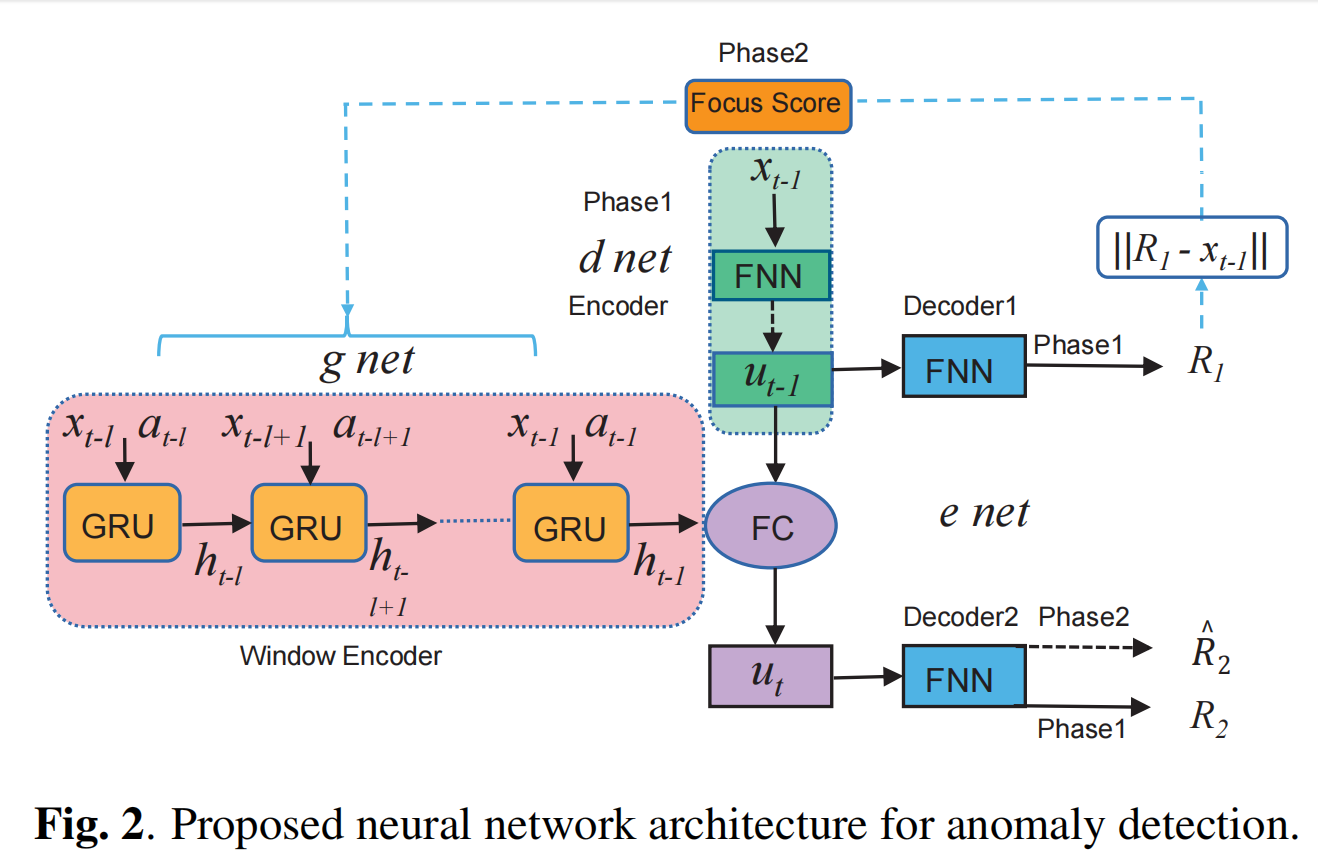 Phase2
Focus Score
x_{t-1}
Phase1
d net
FNN
||R_1 - x_{t-1}||
Encoder
Decoder1
u_{t-1}
FNN
Phase1
R_1
g net
x_{t-l} a_{t-l} x_{t-l+1} a_{t-l+1} x_{t-1} a_{t-1}
GRU GRU GRU FC
e net
h_{t-l} h_{t-l+1} h_{t-1}
Window Encoder
Decoder2
Phase2
R̂_2
u_t
FNN
R_2
Phase1
Fig. 2. Proposed neural network architecture for anomaly detection.